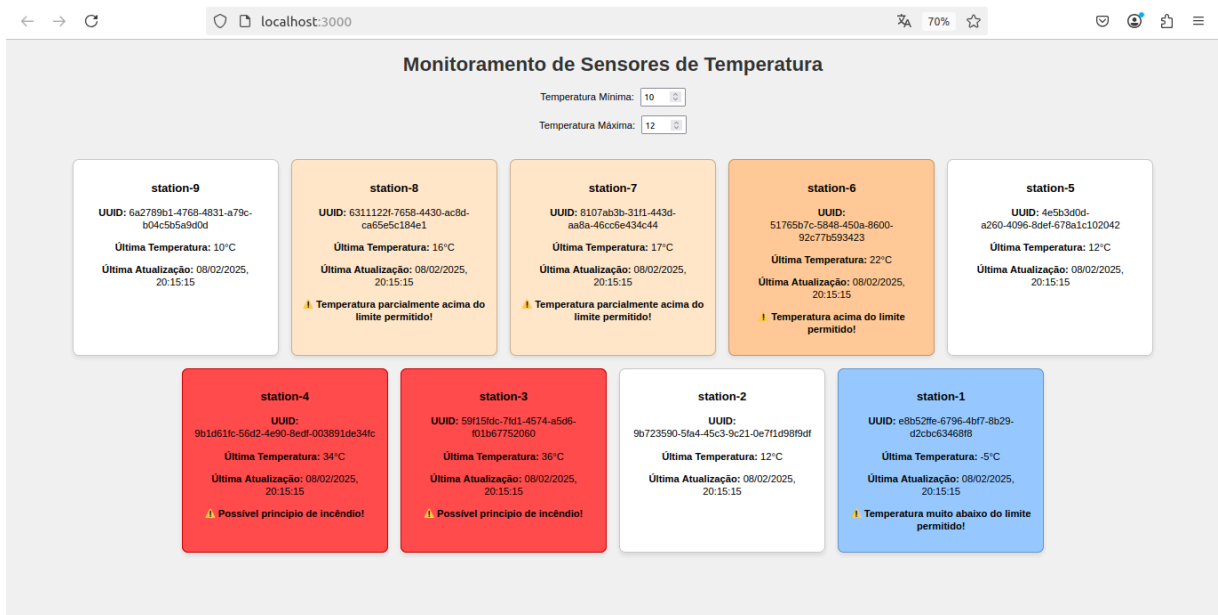 localhost:3000
70%
Monitoramento de Sensores de Temperatura
Temperatura Mínima: 10
Temperatura Máxima: 12
station-9
UUID: 6a2789b1-4768-4831-a79c-
b04c5b5a9d0d
Última Temperatura: 10°C
Última Atualização: 08/02/2025,
20:15:15
station-8
UUID: 6311122f-7658-4430-ac8d-
ca65e5c184e1
Última Temperatura: 16°C
Última Atualização: 08/02/2025,
20:15:15
⚠️ Temperatura parcialmente acima do
limite permitido!
station-7
UUID: 8107ab3b-31f1-443d-
aa8a-46cc6e434c44
Última Temperatura: 17°C
Última Atualização: 08/02/2025,
20:15:15
⚠️ Temperatura parcialmente acima do
limite permitido!
station-6
UUID:
51765b7c-5848-450a-8600-
92c77b593423
Última Temperatura: 22°C
Última Atualização: 08/02/2025,
20:15:15
⚠️ Temperatura acima do limite
permitido!
station-5
UUID: 4e5b3d0d-
a260-4096-8def-678a1c102042
Última Temperatura: 12°C
Última Atualização: 08/02/2025,
20:15:15
station-4
UUID:
9b1d61fc-56d2-4e90-8edf-003891de34fc
Última Temperatura: 34°C
Última Atualização: 08/02/2025,
20:15:15
⚠️ Possível principio de incêndio!
station-3
UUID: 59f15fdc-7fd1-4574-a5d6-
f01b67752060
Última Temperatura: 36°C
Última Atualização: 08/02/2025,
20:15:15
⚠️ Possível principio de incêndio!
station-2
UUID:
9b723590-5fa4-45c3-9c21-0e7f1d98f9df
Última Temperatura: 12°C
Última Atualização: 08/02/2025,
20:15:15
station-1
UUID: e8b52ffe-6796-4bf7-8b29-
d2cbc63468f8
Última Temperatura: -5°C
Última Atualização: 08/02/2025,
20:15:15
⚠️ Temperatura muito abaixo do limite
permitido!